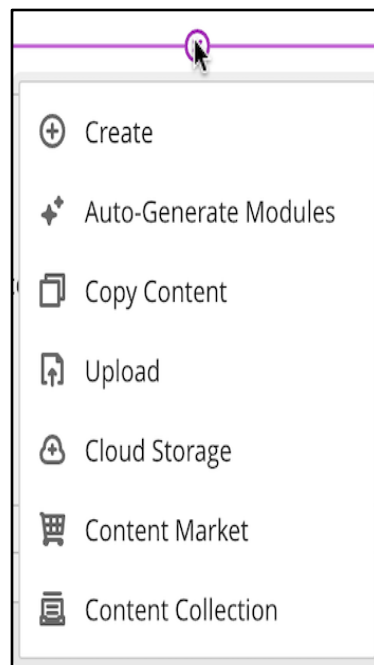 Create
Auto-Generate Modules
Copy Content
Upload
Cloud Storage
Content Market
Content Collection